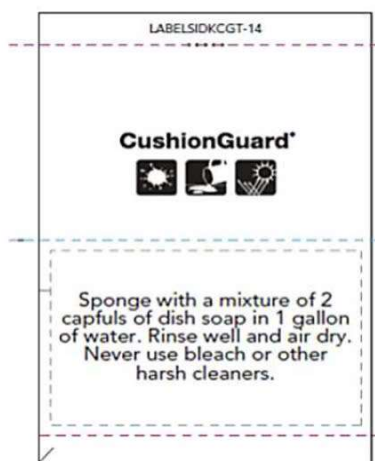 LABELSIDKCGT-14
CushionGuard®
Sponge with a mixture of 2
capfuls of dish soap in 1 gallon
of water. Rinse well and air dry.
Never use bleach or other
harsh cleaners.